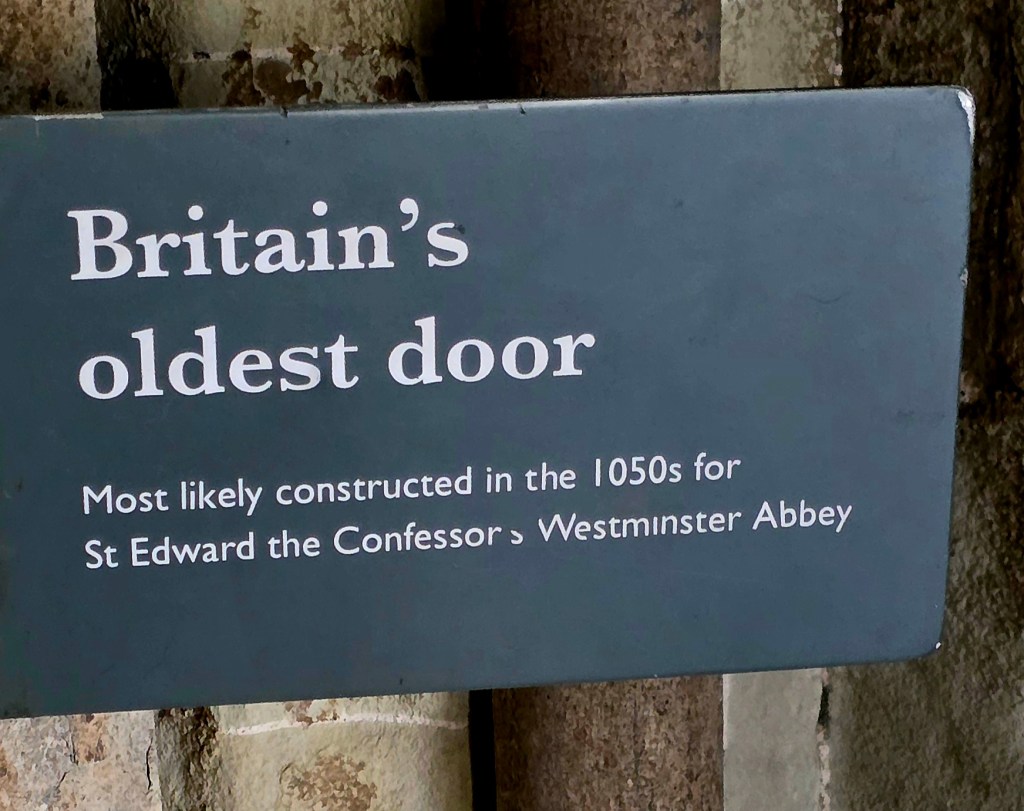 Britain's
oldest door
Most likely constructed in the 1050s for
St Edward the Confessor's Westminster Abbey